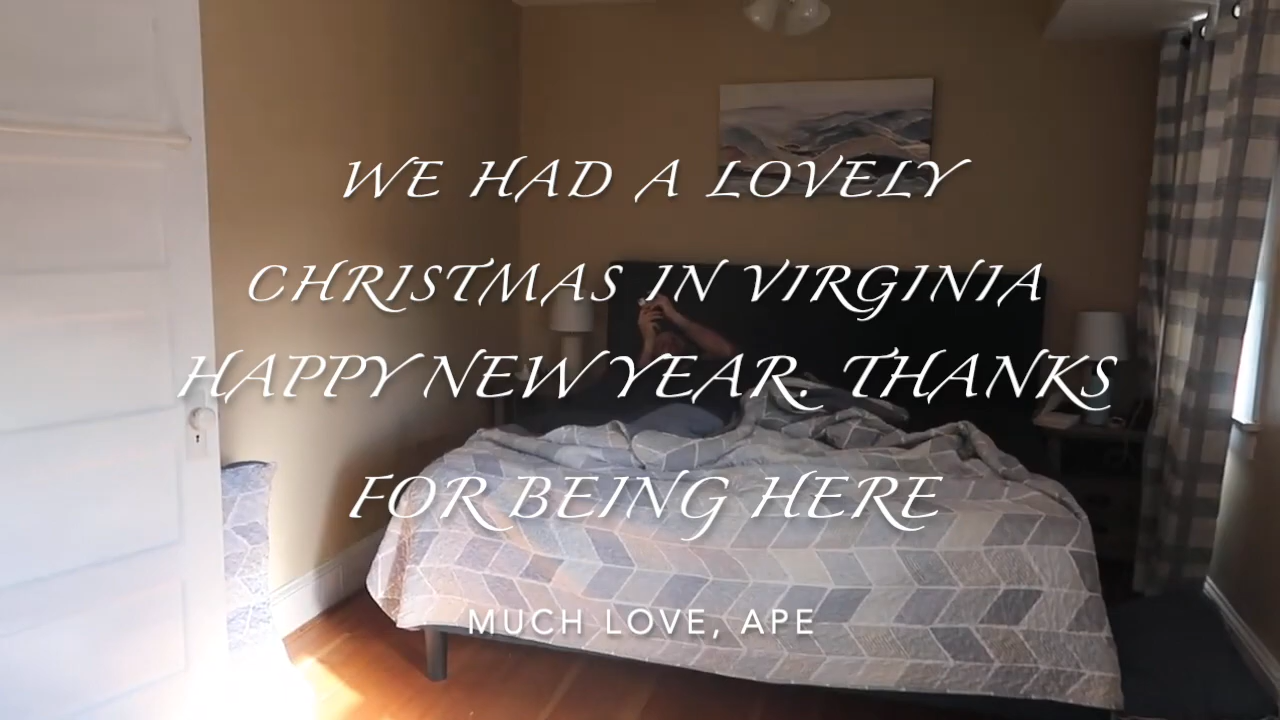 WE HAD A LOVELY
CHRISTMAS IN VIRGINIA
HAPPY NEW YEAR. THANKS
FOR BEING HERE
MUCH LOVE, APE